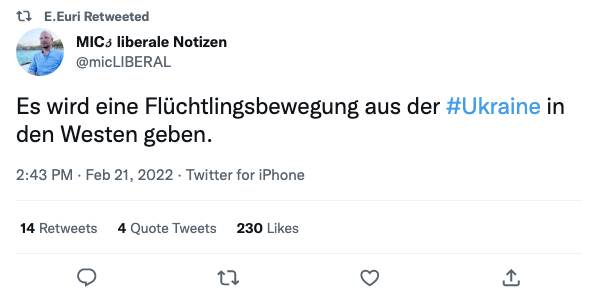 E.Euri Retweeted
MIC🕉 liberale Notizen
@micLIBERAL
Es wird eine Flüchtlingsbewegung aus der #Ukraine in
den Westen geben.
2:43 PM · Feb 21, 2022 · Twitter for iPhone
14 Retweets 4 Quote Tweets 230 Likes